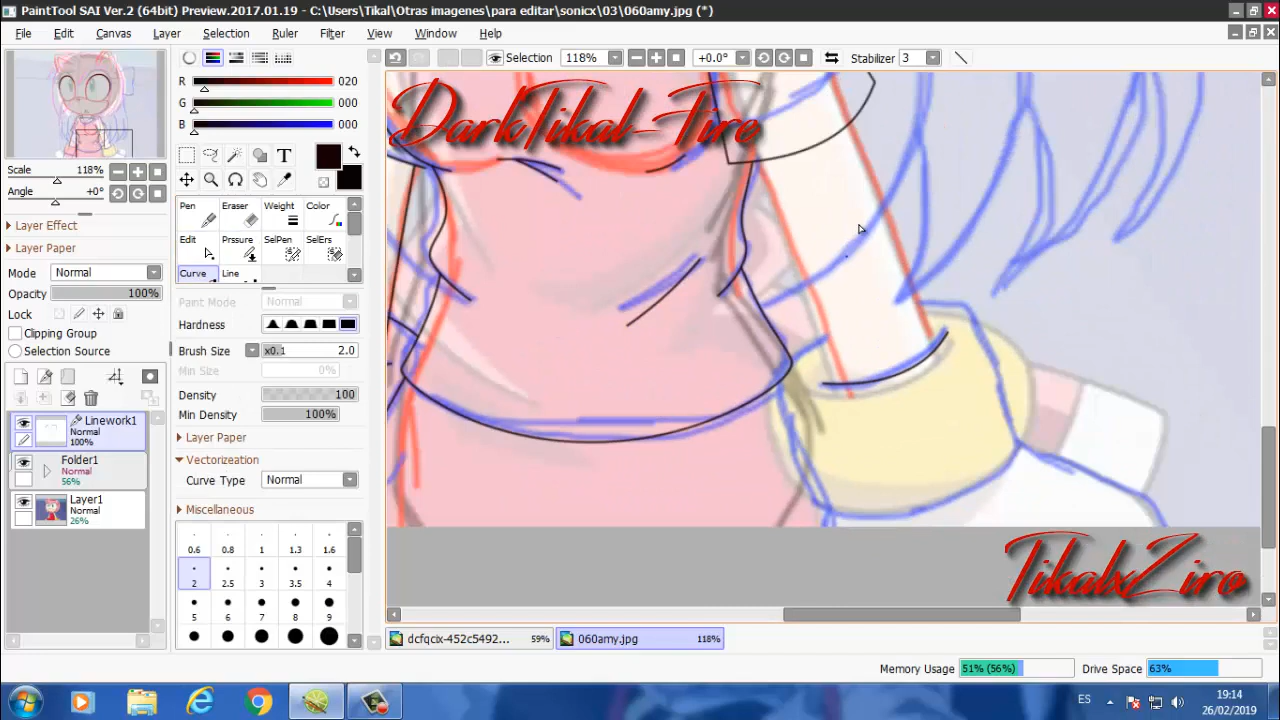 PaintTool SAI Ver.2 (64bit) Preview.2017.01.19 - C:\Users\Tikal\Otras imagenes\para editar\sonicx\03\060amy.jpg (*)
File Edit Canvas Layer Selection Ruler Filter View Window Help
Selection 118% +0.0° Stabilizer 3
R 020
G 000
B 000
T
Scale 118%
Angle +0°
Layer Effect
Layer Paper
Mode Normal
Opacity 100%
Lock
Clipping Group
Selection Source
Linework1
Normal
100%
Folder1
Normal
56%
Layer1
Normal
26%
Pen Eraser Weight Color
Edit Prssure SelPen SelErs
Curve Line
Paint Mode Normal
Hardness
Brush Size x0.1 2.0
Min Size 0%
Density 100
Min Density 100%
Layer Paper
Vectorization
Curve Type Normal
Miscellaneous
0.6 0.8 1 1.3 1.6
2 2.5 3 3.5 4
5 6 7 8 9
DarkTikal-Fire
TikalxZiro
dcfqcix-452c5492... 59% 060amy.jpg 118%
Memory Usage 51% (56%) Drive Space 63%
ES 19:14
26/02/2019